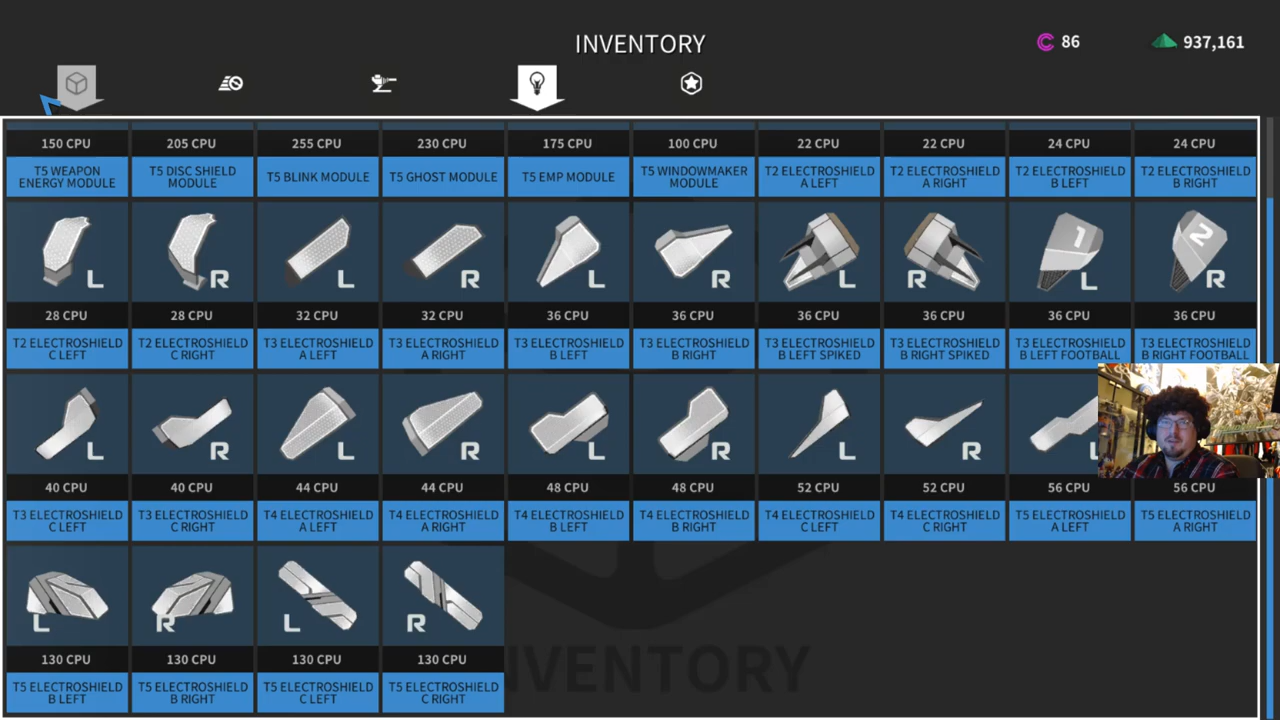 INVENTORY
86
937,161
150 CPU 205 CPU 255 CPU 230 CPU 175 CPU 100 CPU 22 CPU 22 CPU 24 CPU 24 CPU
T5 WEAPON ENERGY MODULE
T5 DISC SHIELD MODULE
T5 BLINK MODULE
T5 GHOST MODULE
T5 EMP MODULE
T5 WINDOWMAKER MODULE
T2 ELECTROSHIELD A LEFT
T2 ELECTROSHIELD A RIGHT
T2 ELECTROSHIELD B LEFT
T2 ELECTROSHIELD B RIGHT
L R L R L R L R 1 L 2 R
28 CPU 28 CPU 32 CPU 32 CPU 36 CPU 36 CPU 36 CPU 36 CPU 36 CPU 36 CPU
T2 ELECTROSHIELD C LEFT
T2 ELECTROSHIELD C RIGHT
T3 ELECTROSHIELD A LEFT
T3 ELECTROSHIELD A RIGHT
T3 ELECTROSHIELD B LEFT
T3 ELECTROSHIELD B RIGHT
T3 ELECTROSHIELD B LEFT SPIKED
T3 ELECTROSHIELD B RIGHT SPIKED
T3 ELECTROSHIELD B LEFT FOOTBALL
T3 ELECTROSHIELD B RIGHT FOOTBALL
L R L R L R L R
40 CPU 40 CPU 44 CPU 44 CPU 48 CPU 48 CPU 52 CPU 52 CPU 56 CPU 56 CPU
T3 ELECTROSHIELD C LEFT
T3 ELECTROSHIELD C RIGHT
T4 ELECTROSHIELD A LEFT
T4 ELECTROSHIELD A RIGHT
T4 ELECTROSHIELD B LEFT
T4 ELECTROSHIELD B RIGHT
T4 ELECTROSHIELD C LEFT
T4 ELECTROSHIELD C RIGHT
T5 ELECTROSHIELD A LEFT
T5 ELECTROSHIELD A RIGHT
L R L R
130 CPU 130 CPU 130 CPU 130 CPU
T5 ELECTROSHIELD B LEFT
T5 ELECTROSHIELD B RIGHT
T5 ELECTROSHIELD C LEFT
T5 ELECTROSHIELD C RIGHT
NVENTORY